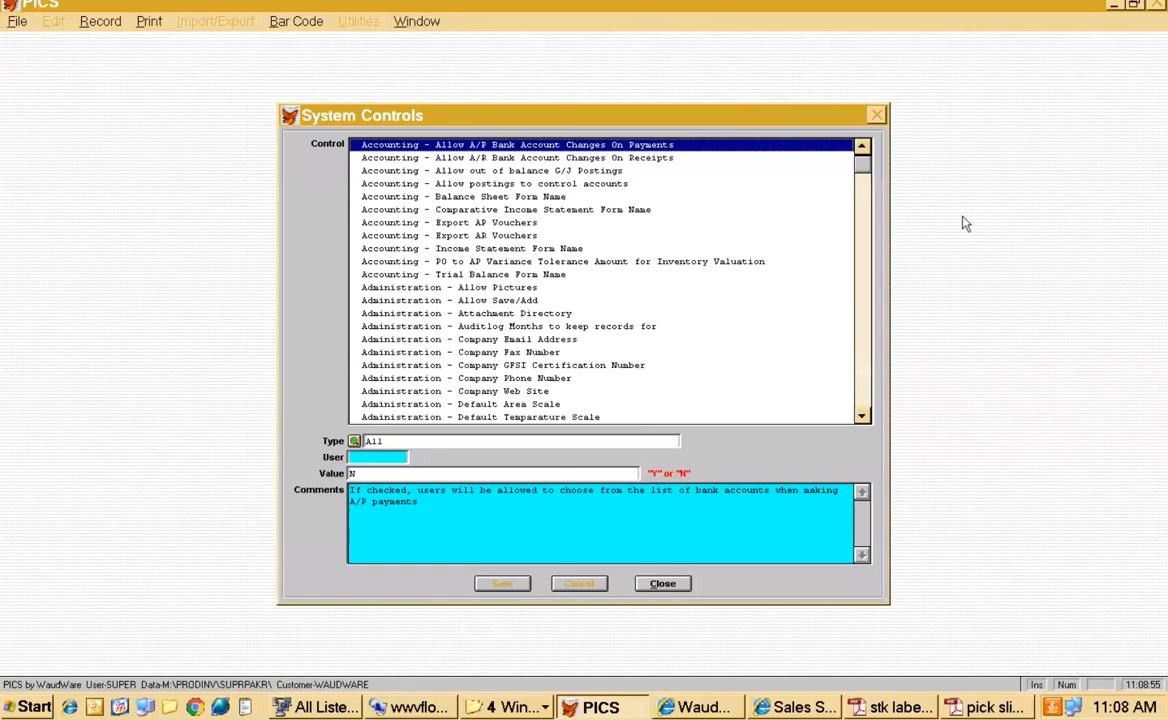 PICS
File Edit Record Print Import/Export Bar Code Utilities Window
System Controls
Control
Accounting - Allow A/P Bank Account Changes On Payments
Accounting - Allow A/R Bank Account Changes On Receipts
Accounting - Allow out of balance G/J Postings
Accounting - Allow postings to control accounts
Accounting - Balance Sheet Form Name
Accounting - Comparative Income Statement Form Name
Accounting - Export AP Vouchers
Accounting - Export AR Vouchers
Accounting - Income Statement Form Name
Accounting - PO to AP Variance Tolerance Amount for Inventory Valuation
Accounting - Trial Balance Form Name
Administration - Allow Pictures
Administration - Allow Save/Add
Administration - Attachment Directory
Administration - Auditlog Months to keep records for
Administration - Company Email Address
Administration - Company Fax Number
Administration - Company GFSI Certification Number
Administration - Company Phone Number
Administration - Company Web Site
Administration - Default Area Scale
Administration - Default Temparature Scale
Type All
User
Value N "Y" or "N"
Comments If checked, users will be allowed to choose from the list of bank accounts when making
A/P payments
Save Cancel Close
PICS by WaudWare User-SUPER Data-M:\PRODINV\SUPRPAKR\ Customer-WAUDWARE Ins Num 11:08:55
Start All Liste... wwvflo... 4 Win... PICS Waud... Sales S... stk labe... pick sli... 11:08 AM